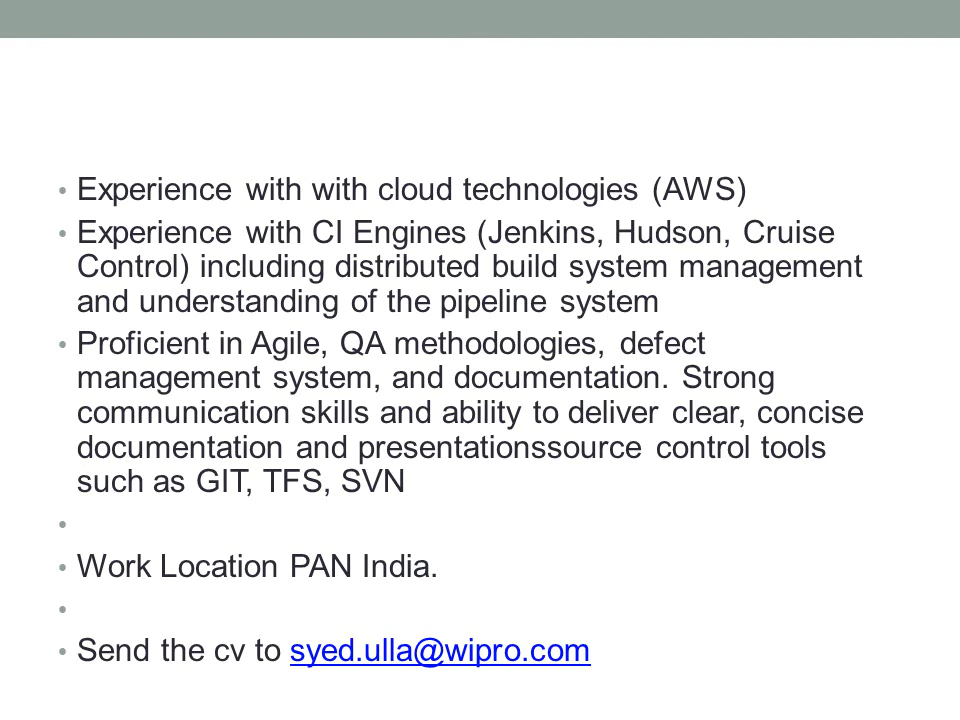 • Experience with with cloud technologies (AWS)
• Experience with CI Engines (Jenkins, Hudson, Cruise
Control) including distributed build system management
and understanding of the pipeline system
• Proficient in Agile, QA methodologies, defect
management system, and documentation. Strong
communication skills and ability to deliver clear, concise
documentation and presentationssource control tools
such as GIT, TFS, SVN
•
• Work Location PAN India.
•
• Send the cv to syed.ulla@wipro.com